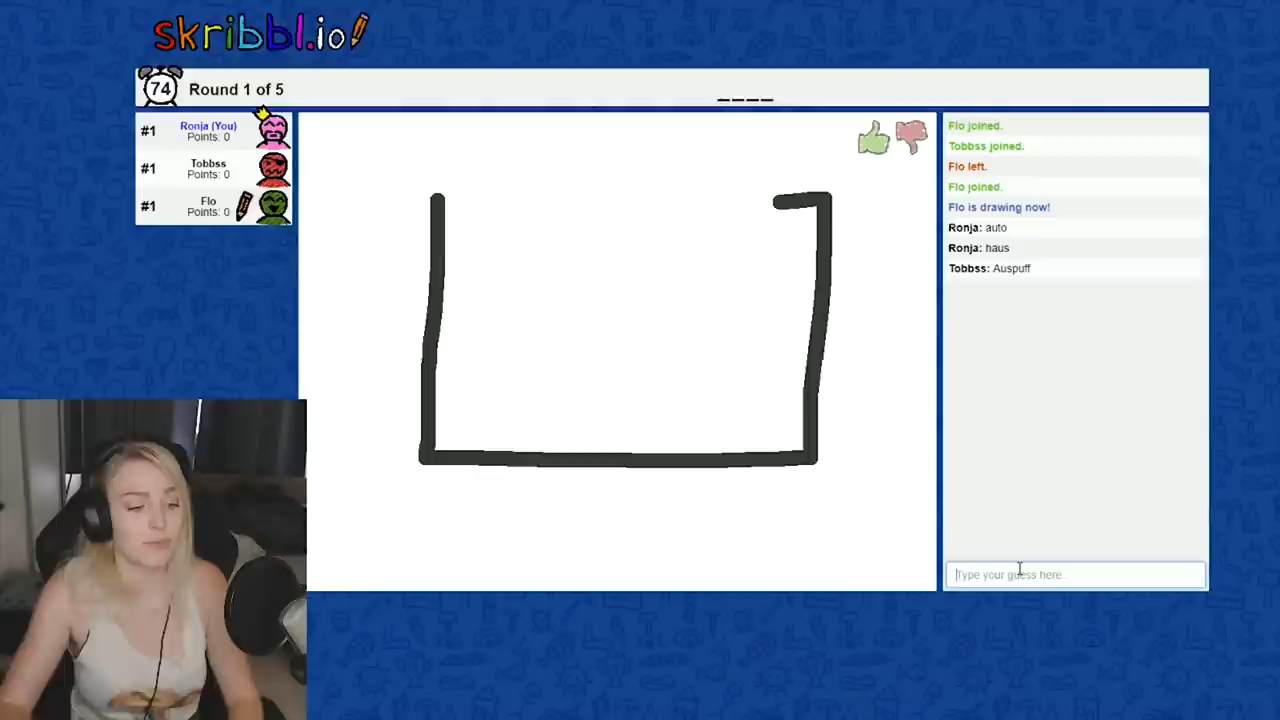 skribbl.io
74 Round 1 of 5 ____
#1 Ronja (You)
Points: 0
#1 Tobbss
Points: 0
#1 Flo
Points: 0
Flo joined.
Tobbss joined.
Flo left.
Flo joined.
Flo is drawing now!
Ronja: auto
Ronja: haus
Tobbss: Auspuff
Type your guess here...